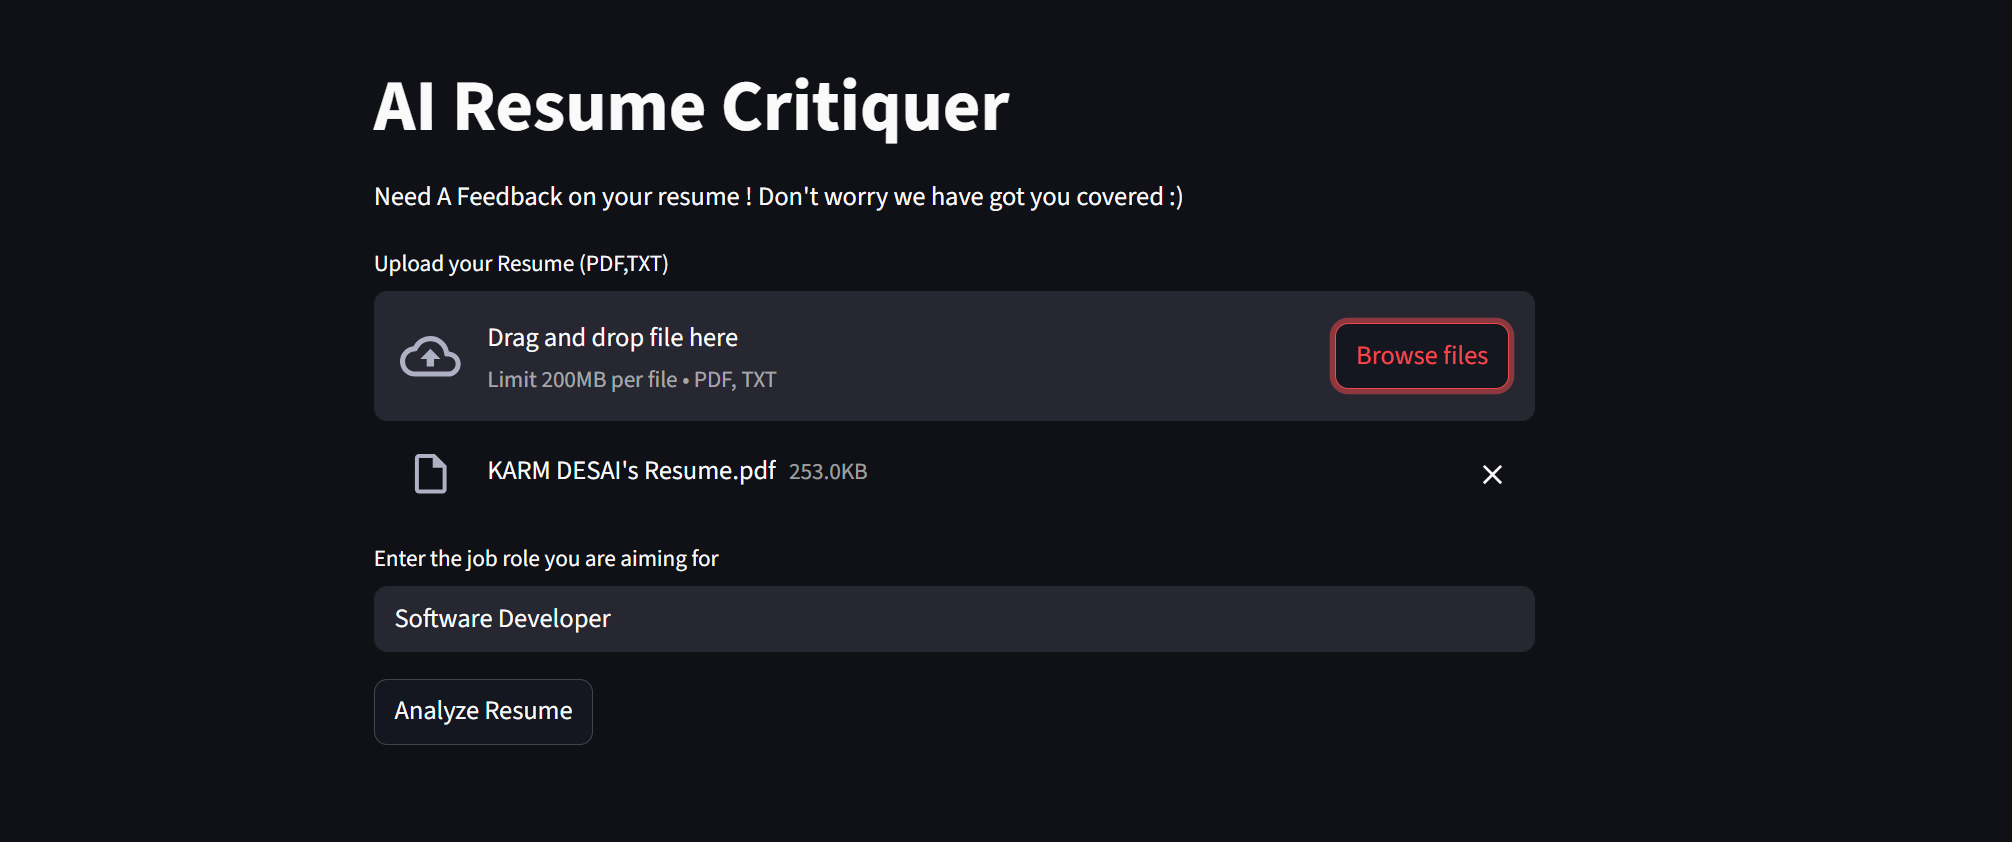 AI Resume Critiquer
Need A Feedback on your resume ! Don't worry we have got you covered :)
Upload your Resume (PDF,TXT)
Drag and drop file here
Limit 200MB per file • PDF, TXT
Browse files
KARM DESAI's Resume.pdf 253.0KB
Enter the job role you are aiming for
Software Developer
Analyze Resume